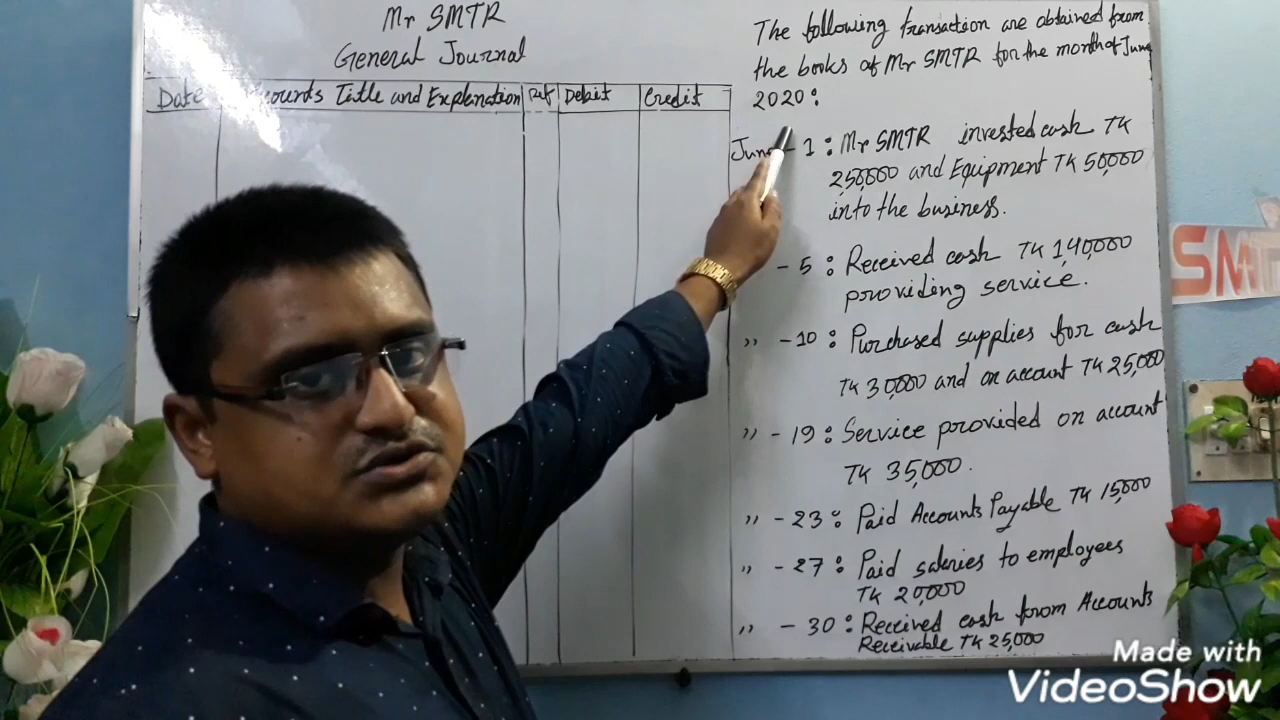 Mr SMTR
General Journal
Date
Accounts Title and Explanation
Ref
Debit
Credit
The following transaction are obtained from
the books of Mr SMTR for the month of June
2020:
June - 1 : Mr SMTR invested cash TK
250,000 and Equipment TK 50,000
into the business.
- 5 : Received cash TK 1,40,000
providing service.
,, - 10 : Purchased supplies for cash
TK 30,000 and on account TK 25,000
,, - 19 : Service provided on account
TK 35,000.
,, - 23 : Paid Accounts Payable TK 15,000
,, - 27 : Paid salaries to employees
TK 20,000
,, - 30 : Received cash from Accounts
Receivable TK 25,000
Made with
VideoShow